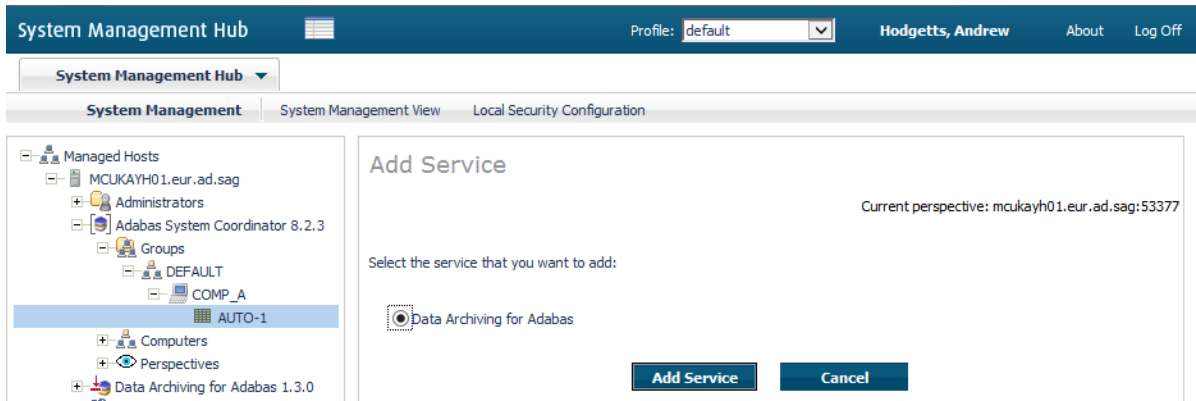 System Management Hub
Profile: default
Hodgetts, Andrew
About
Log Off
System Management Hub
System Management
System Management View
Local Security Configuration
Managed Hosts
MCUKAYH01.eur.ad.sag
Administrators
Adabas System Coordinator 8.2.3
Groups
DEFAULT
COMP_A
AUTO-1
Computers
Perspectives
Data Archiving for Adabas 1.3.0
Add Service
Current perspective: mcukayh01.eur.ad.sag:53377
Select the service that you want to add:
Data Archiving for Adabas
Add Service
Cancel